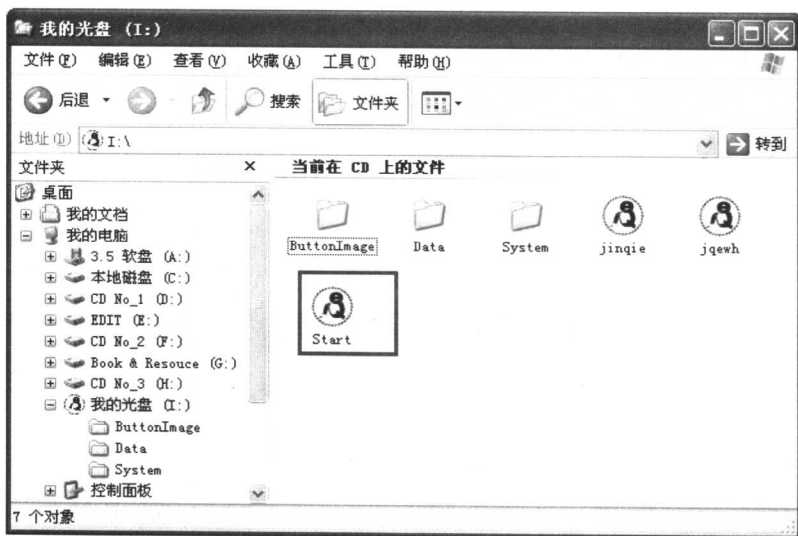 我的光盘 (I:)
文件(F) 编辑(E) 查看(V) 收藏(A) 工具(T) 帮助(H)
后退 搜索 文件夹
地址(D) I:\ 转到
文件夹 × 当前在 CD 上的文件
桌面
我的文档
我的电脑
3.5 软盘 (A:)
本地磁盘 (C:)
CD No_1 (D:)
EDIT (E:)
CD No_2 (F:)
Book & Resouce (G:)
CD No_3 (H:)
我的光盘 (I:)
ButtonImage
Data
System
控制面板
ButtonImage Data System jinqie jqewh
Start
7 个对象